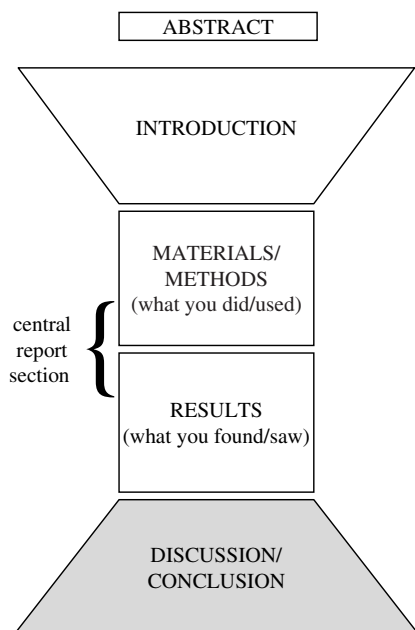 ABSTRACT
INTRODUCTION
MATERIALS/
METHODS
(what you did/used)
central
report
section
RESULTS
(what you found/saw)
DISCUSSION/
CONCLUSION